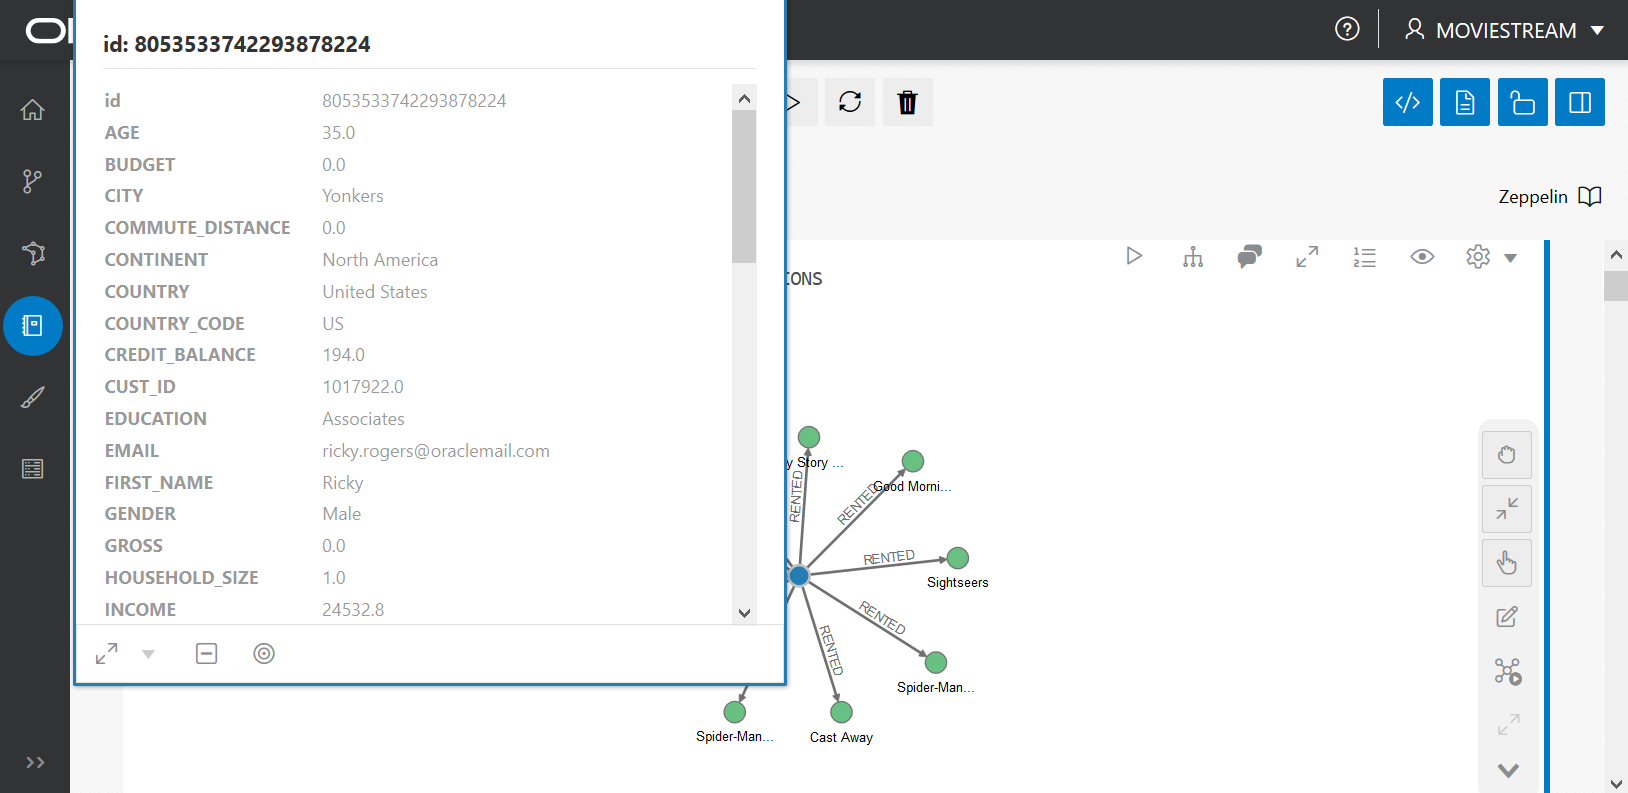 id: 8053533742293878224
MOVIESTREAM
id 8053533742293878224
AGE 35.0
BUDGET 0.0
CITY Yonkers
COMMUTE_DISTANCE 0.0
CONTINENT North America
COUNTRY United States
COUNTRY_CODE US
CREDIT_BALANCE 194.0
CUST_ID 1017922.0
EDUCATION Associates
EMAIL ricky.rogers@oraclemail.com
FIRST_NAME Ricky
GENDER Male
GROSS 0.0
HOUSEHOLD_SIZE 1.0
INCOME 24532.8
Zeppelin
IONS
y Story ...
Good Morni...
RENTED
RENTED
RENTED
Sightseers
RENTED
RENTED
Spider-Man...
Spider-Man...
Cast Away